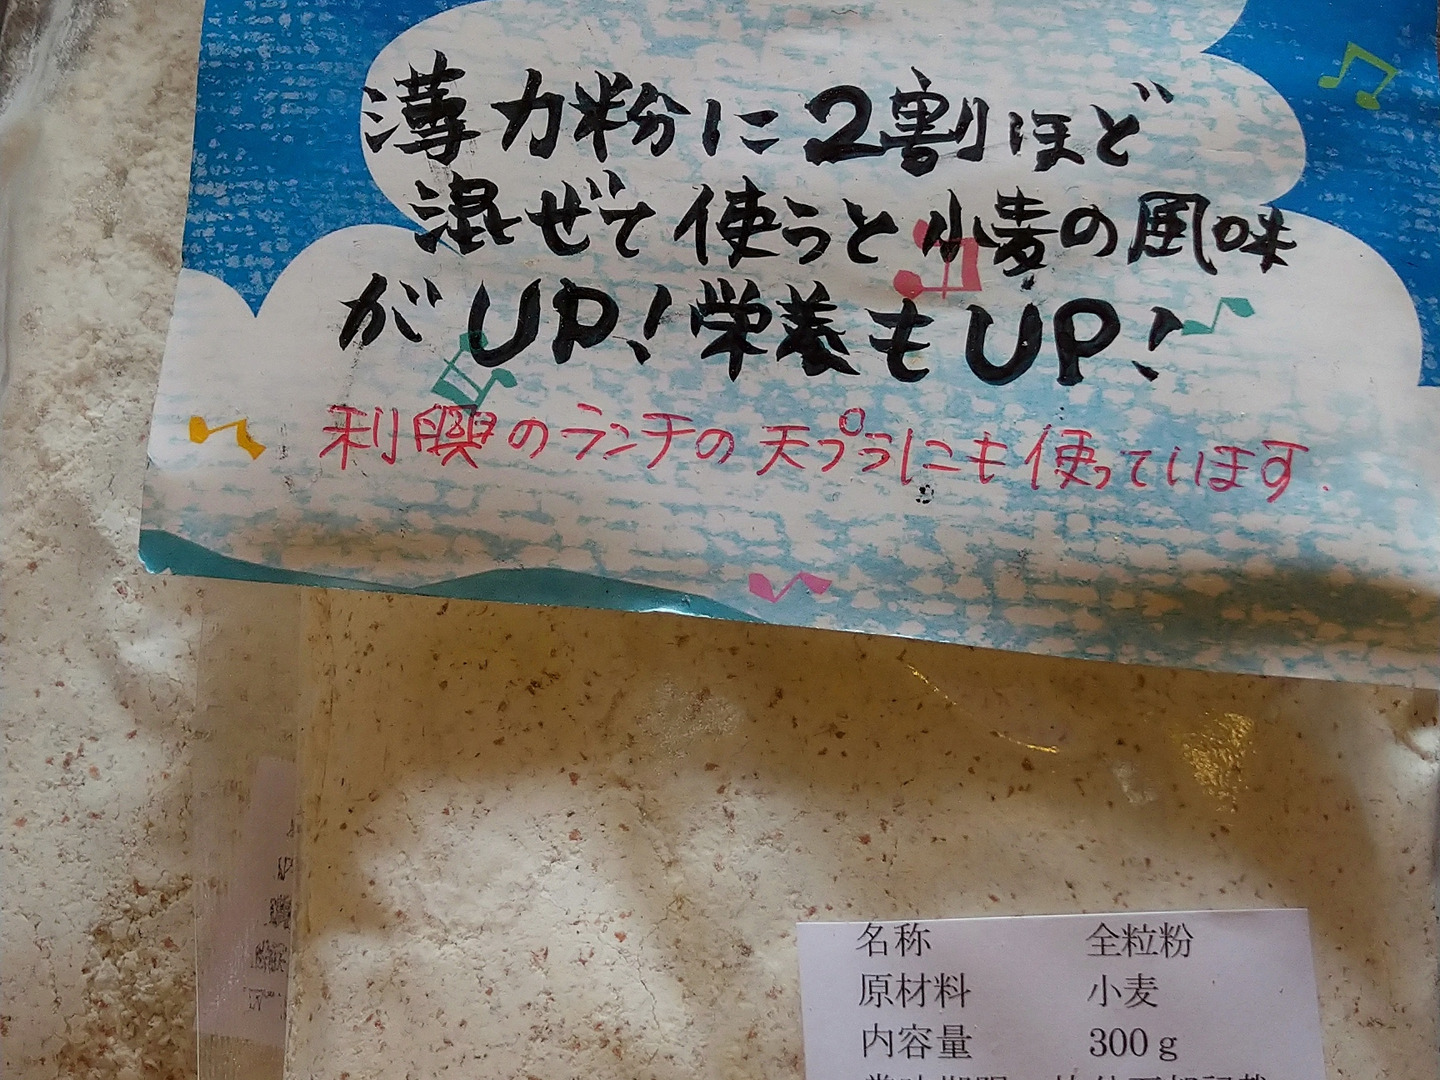 薄力粉に2割ほど
混ぜて使うと小麦の風味
がUP!栄養もUP!
利興のランチの天プラにも使っています.
名称 全粒粉
原材料 小麦
内容量 300g